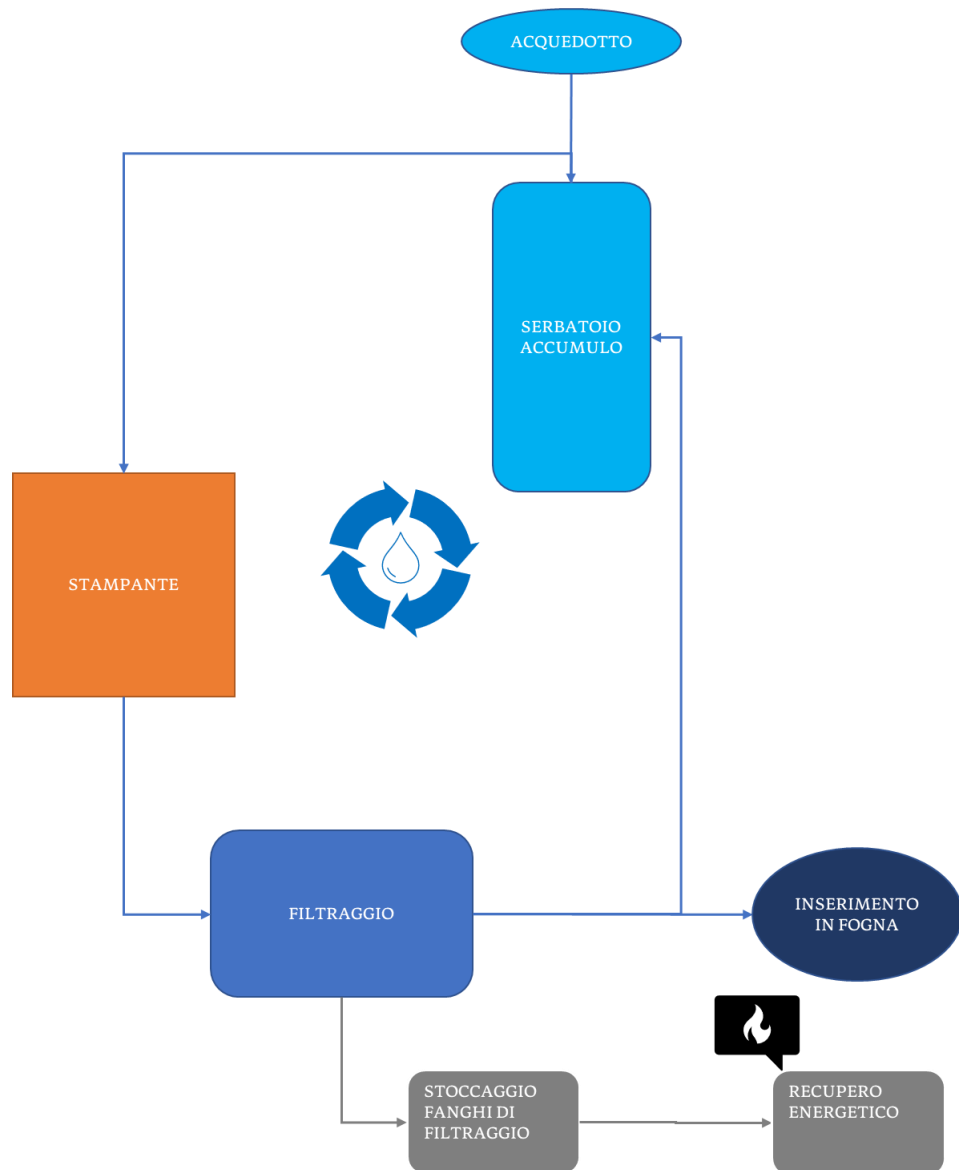 ACQUEDOTTO
SERBATOIO
ACCUMULO
STAMPANTE
FILTRAGGIO
INSERIMENTO
IN FOGNA
STOCCAGGIO
FANGHI DI
FILTRAGGIO
RECUPERO
ENERGETICO